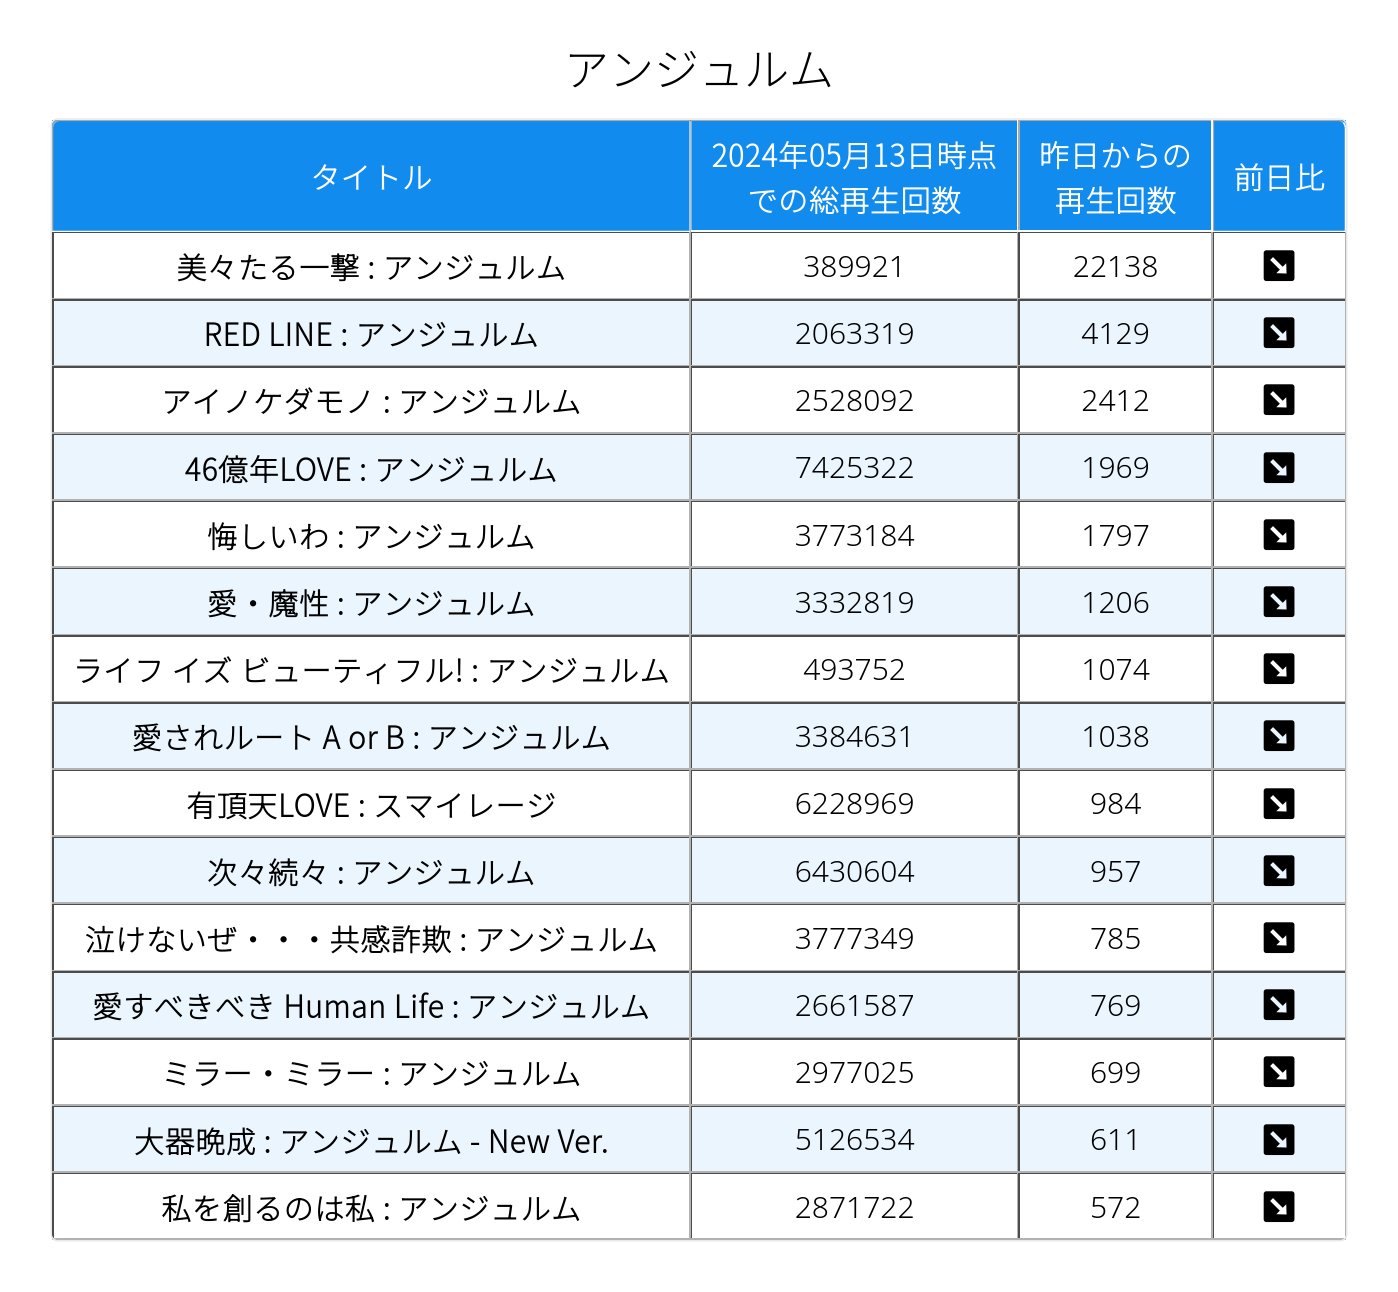 アンジュルム
タイトル 2024年05月13日時点での総再生回数 昨日からの再生回数 前日比
美々たる一撃 : アンジュルム 389921 22138
RED LINE : アンジュルム 2063319 4129
アイノケダモノ : アンジュルム 2528092 2412
46億年LOVE : アンジュルム 7425322 1969
悔しいわ : アンジュルム 3773184 1797
愛・魔性 : アンジュルム 3332819 1206
ライフ イズ ビューティフル! : アンジュルム 493752 1074
愛されルート A or B : アンジュルム 3384631 1038
有頂天LOVE : スマイレージ 6228969 984
次々続々 : アンジュルム 6430604 957
泣けないぜ・・・共感詐欺 : アンジュルム 3777349 785
愛すべきべき Human Life : アンジュルム 2661587 769
ミラー・ミラー : アンジュルム 2977025 699
大器晩成 : アンジュルム - New Ver. 5126534 611
私を創るのは私 : アンジュルム 2871722 572